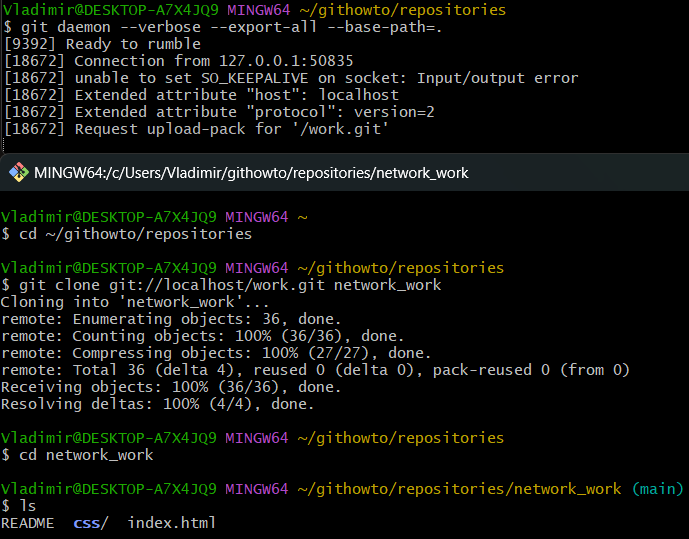 Vladimir@DESKTOP-A7X4JQ9 MINGW64 ~/githowto/repositories
$ git daemon --verbose --export-all --base-path=.
[9392] Ready to rumble
[18672] Connection from 127.0.0.1:50835
[18672] unable to set SO_KEEPALIVE on socket: Input/output error
[18672] Extended attribute "host": localhost
[18672] Extended attribute "protocol": version=2
[18672] Request upload-pack for '/work.git'
MINGW64:/c/Users/Vladimir/githowto/repositories/network_work
Vladimir@DESKTOP-A7X4JQ9 MINGW64 ~
$ cd ~/githowto/repositories
Vladimir@DESKTOP-A7X4JQ9 MINGW64 ~/githowto/repositories
$ git clone git://localhost/work.git network_work
Cloning into 'network_work'...
remote: Enumerating objects: 36, done.
remote: Counting objects: 100% (36/36), done.
remote: Compressing objects: 100% (27/27), done.
remote: Total 36 (delta 4), reused 0 (delta 0), pack-reused 0 (from 0)
Receiving objects: 100% (36/36), done.
Resolving deltas: 100% (4/4), done.
Vladimir@DESKTOP-A7X4JQ9 MINGW64 ~/githowto/repositories
$ cd network_work
Vladimir@DESKTOP-A7X4JQ9 MINGW64 ~/githowto/repositories/network_work (main)
$ ls
README  css/  index.html